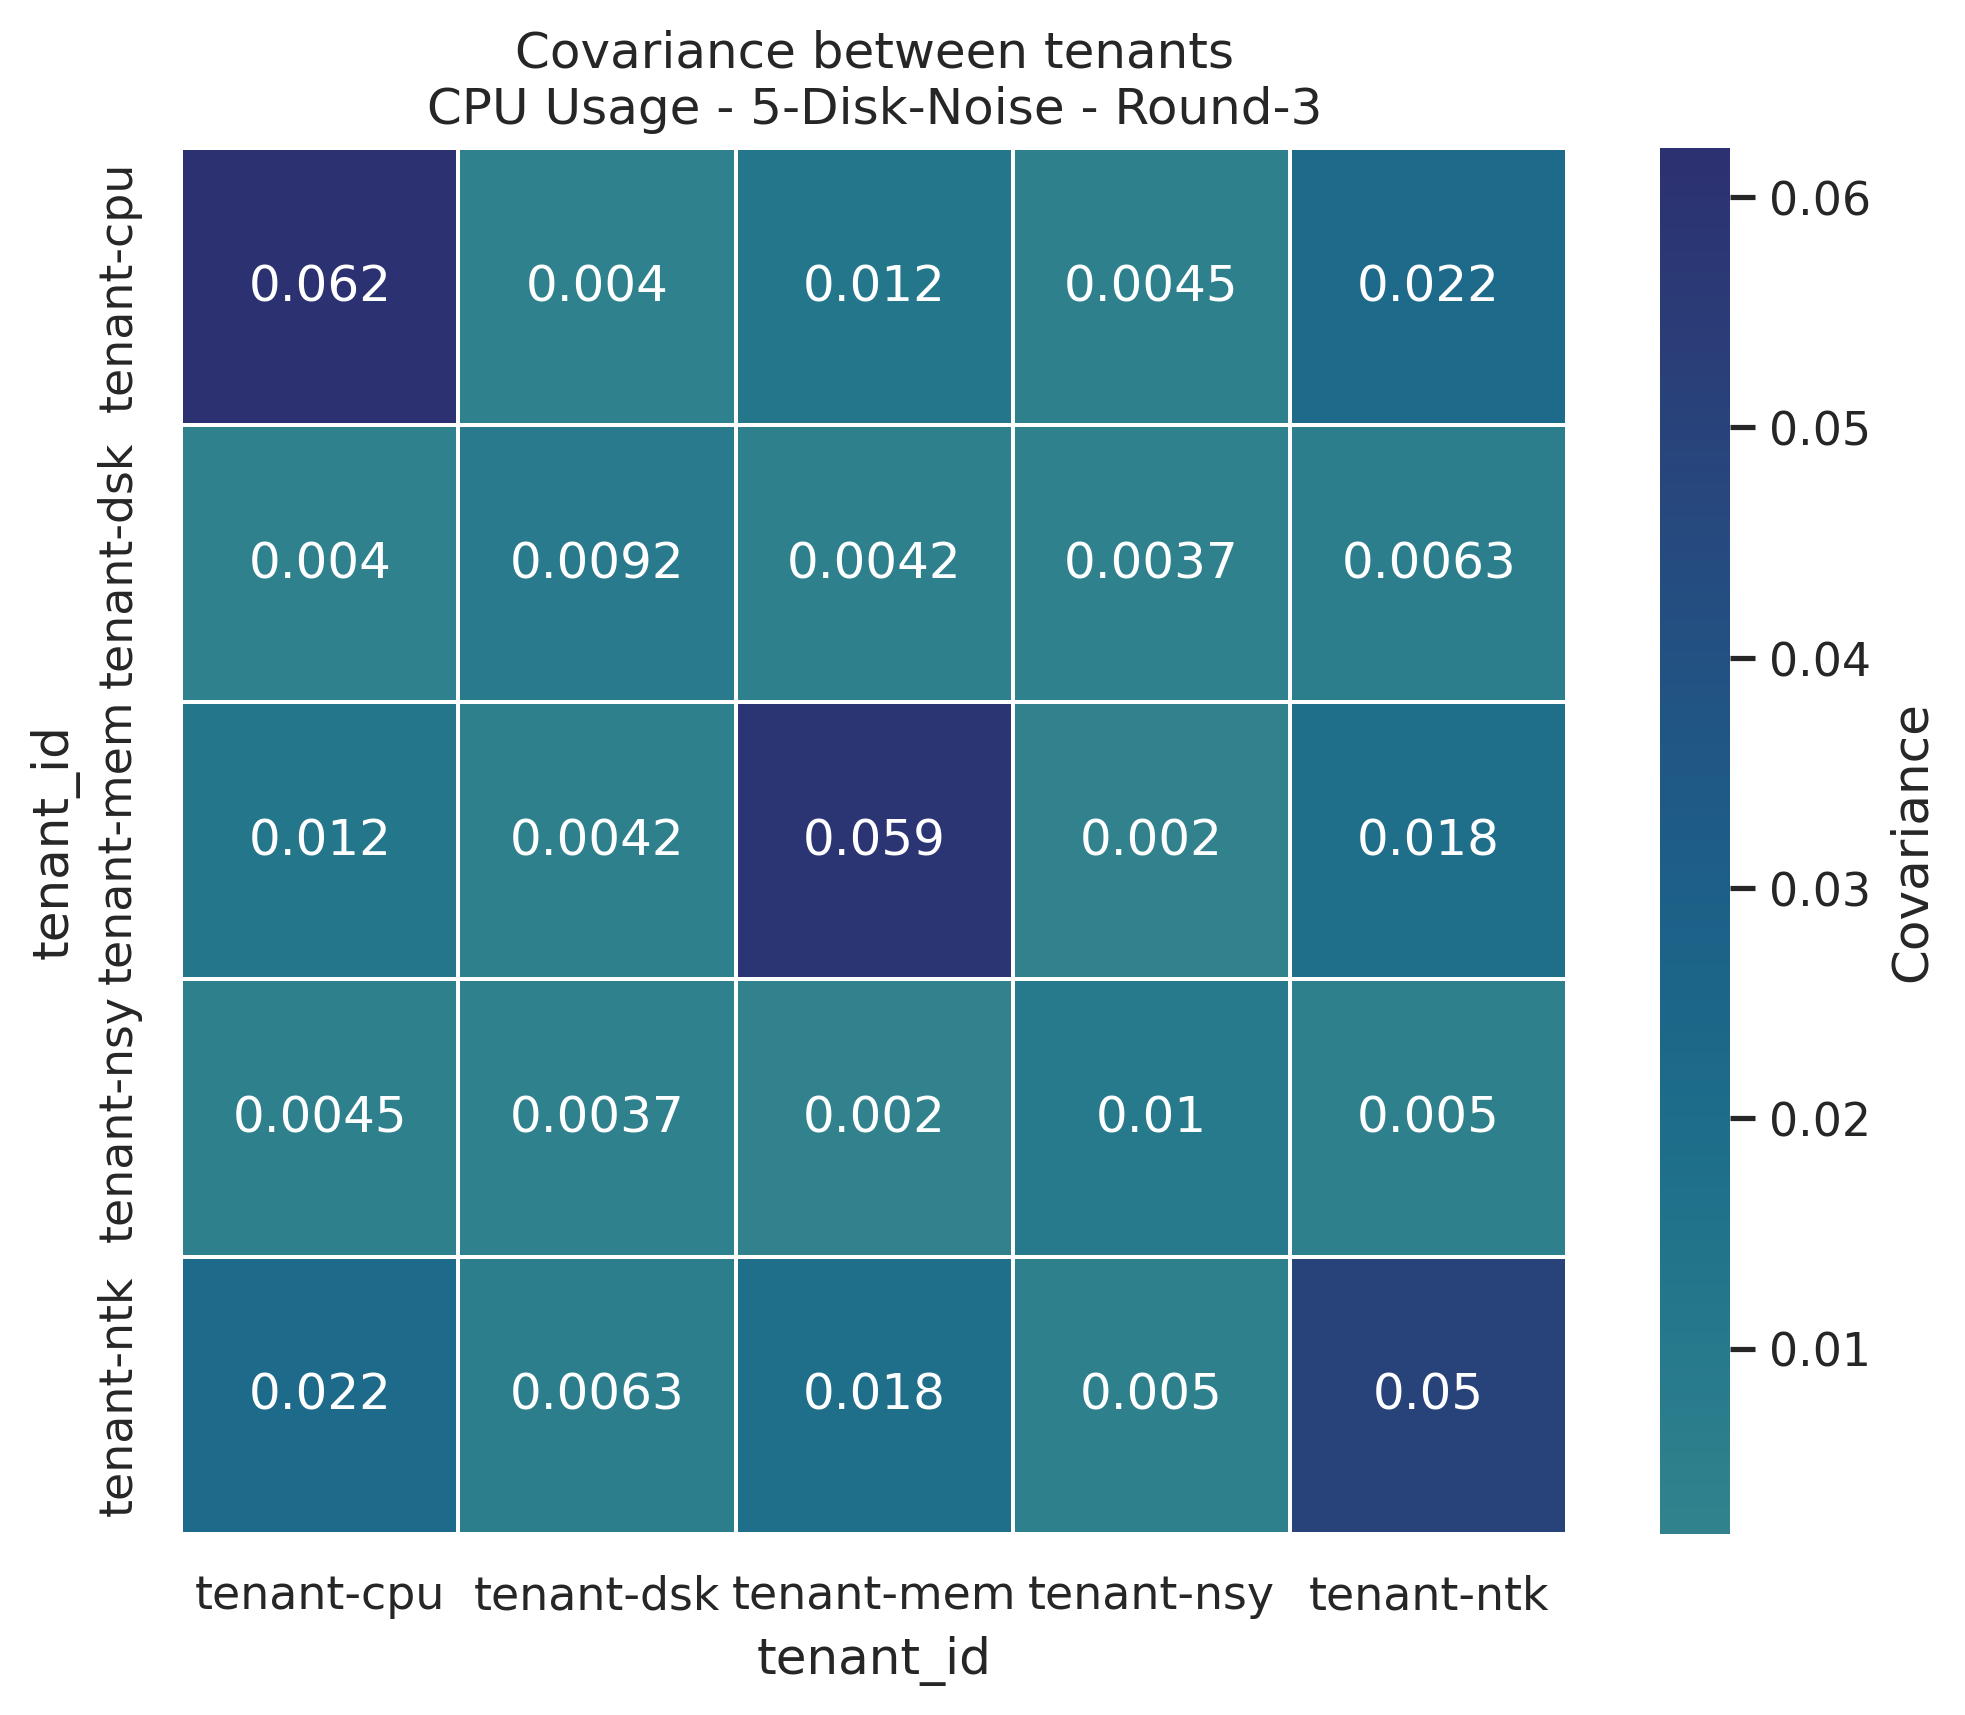 Covariance between tenants
CPU Usage - 5-Disk-Noise - Round-3
tenant_id
tenant-cpu
0.062 0.004 0.012 0.0045 0.022
tenant-dsk
0.004 0.0092 0.0042 0.0037 0.0063
tenant-mem
0.012 0.0042 0.059 0.002 0.018
tenant-nsy
0.0045 0.0037 0.002 0.01 0.005
tenant-ntk
0.022 0.0063 0.018 0.005 0.05
tenant-cpu tenant-dsk tenant-mem tenant-nsy tenant-ntk
tenant_id
0.06
0.05
0.04
0.03
0.02
0.01
Covariance